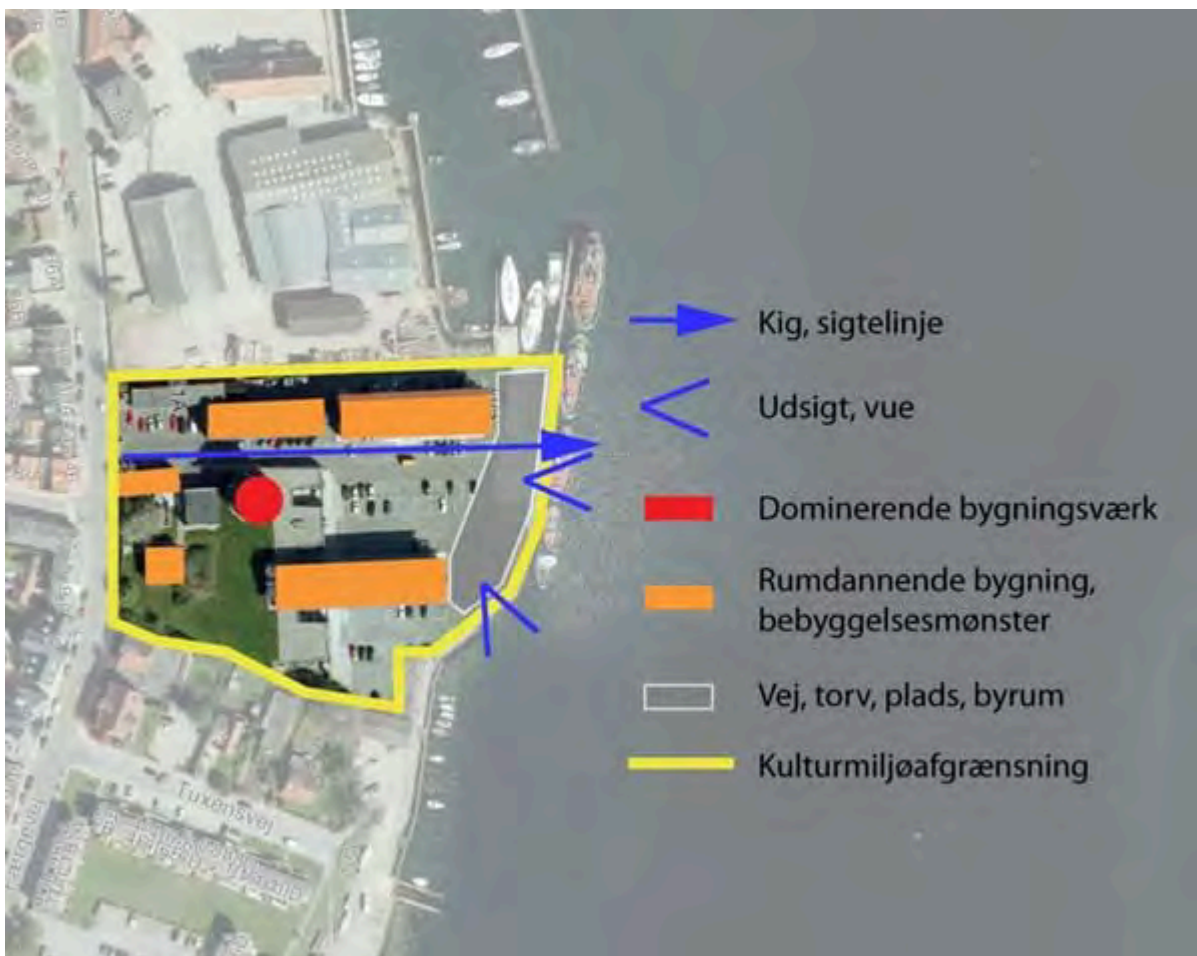 Kig, sigtelinje
Udsigt, vue
Dominerende bygningsværk
Rumdannende bygning,
bebyggelsesmønster
Vej, torv, plads, byrum
Kulturmiljøafgrænsning
Tuxensvej